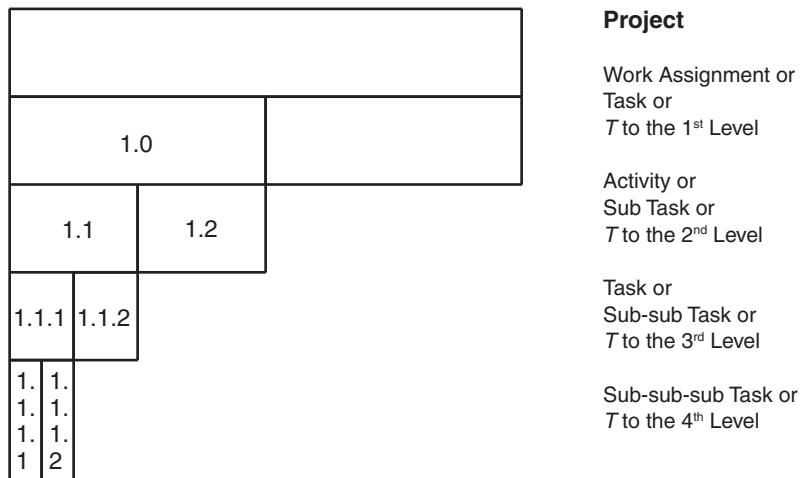 Project
Work Assignment or
Task or
T to the 1st Level
1.0
Activity or
Sub Task or
T to the 2nd Level
1.1 1.2
Task or
Sub-sub Task or
T to the 3rd Level
1.1.1 1.1.2
Sub-sub-sub Task or
T to the 4th Level
1. 1.
1. 1.
1. 1.
1 2